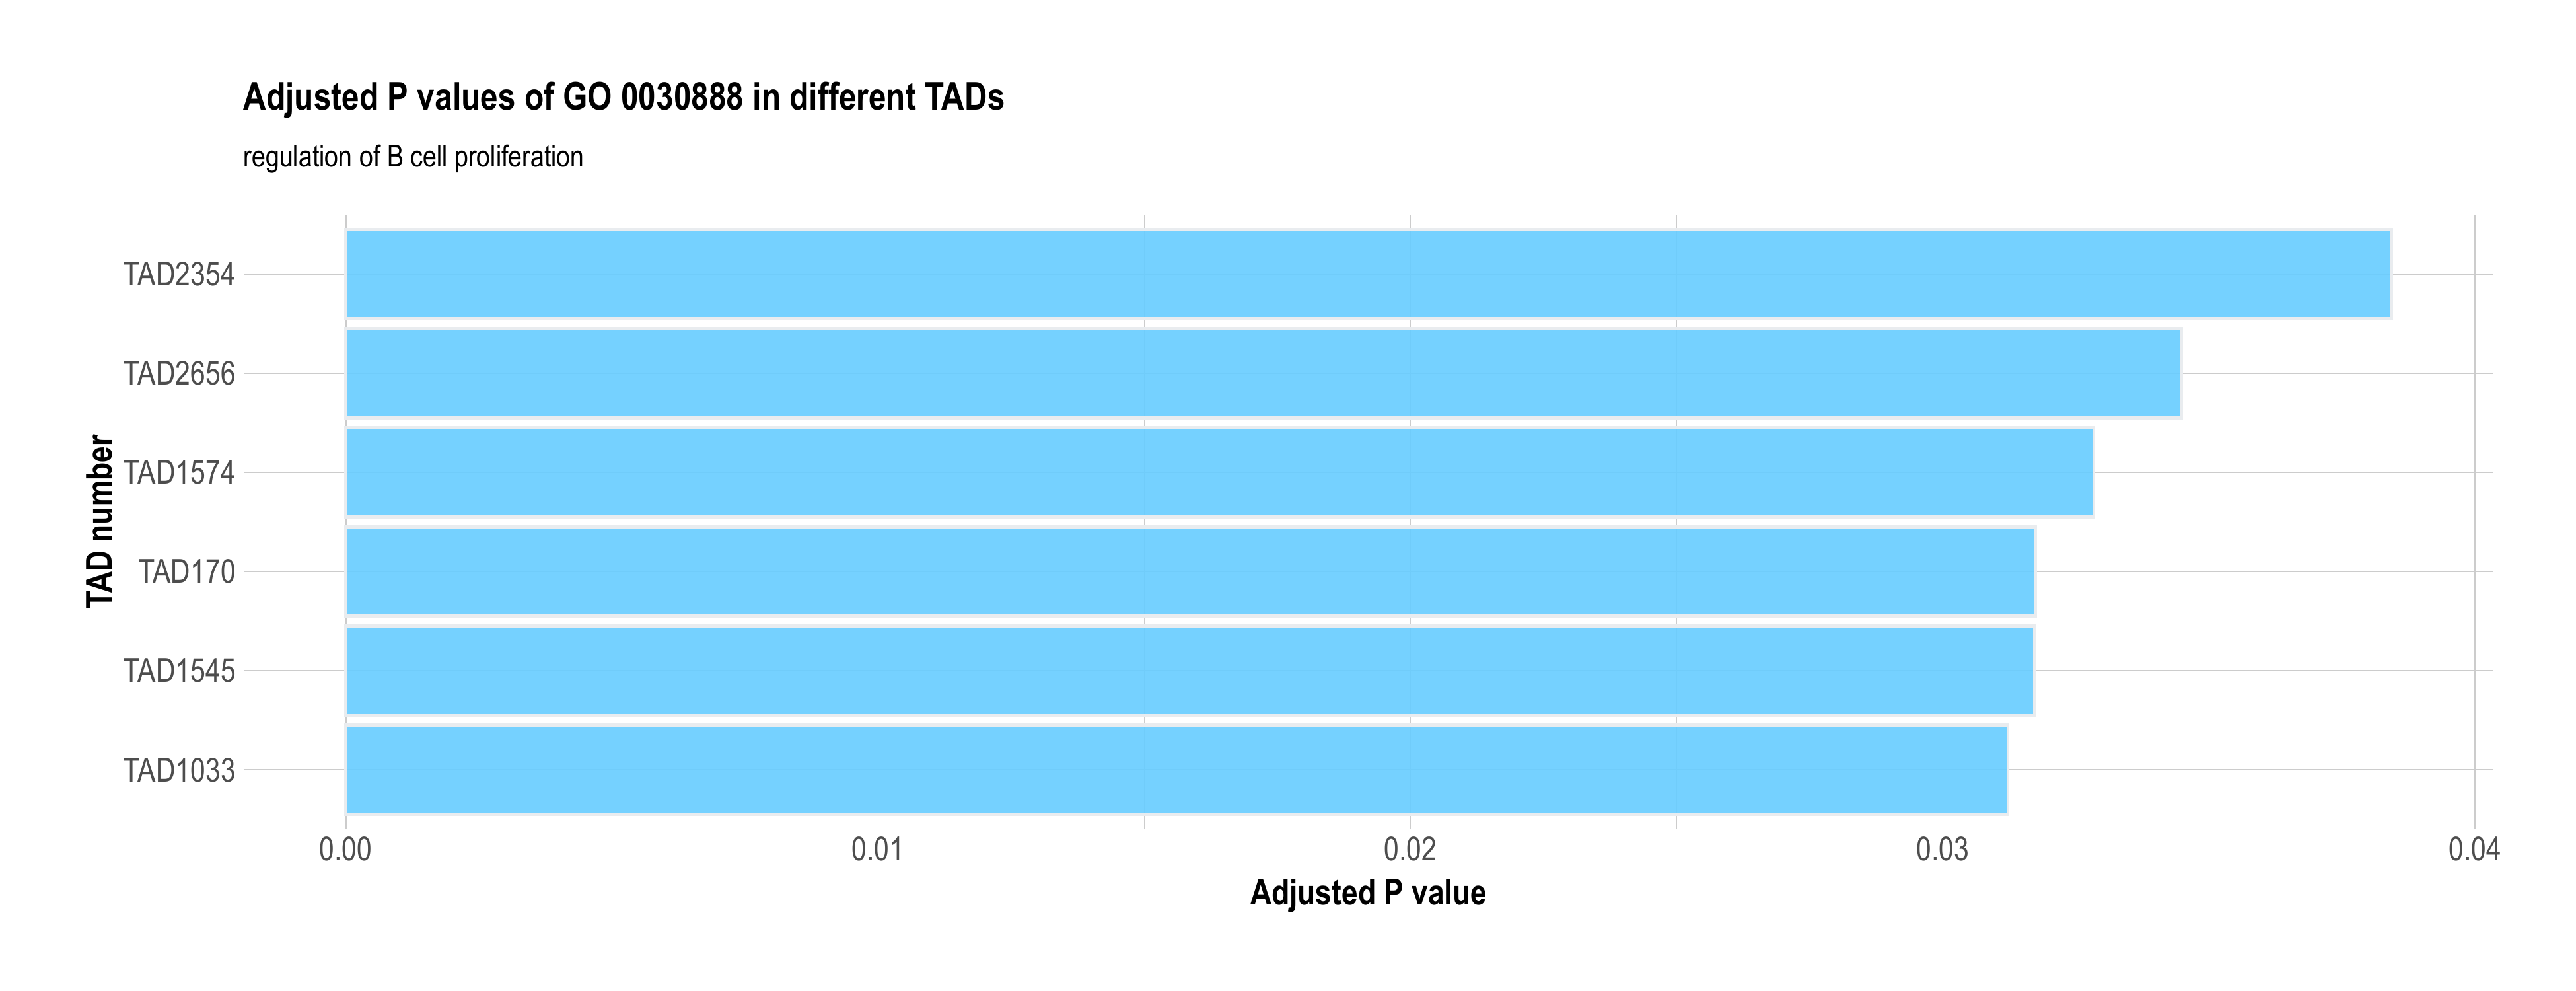 Adjusted P values of GO 0030888 in different TADs
regulation of B cell proliferation
TAD number
TAD2354
TAD2656
TAD1574
TAD170
TAD1545
TAD1033
0.00 0.01 0.02 0.03 0.04
Adjusted P value